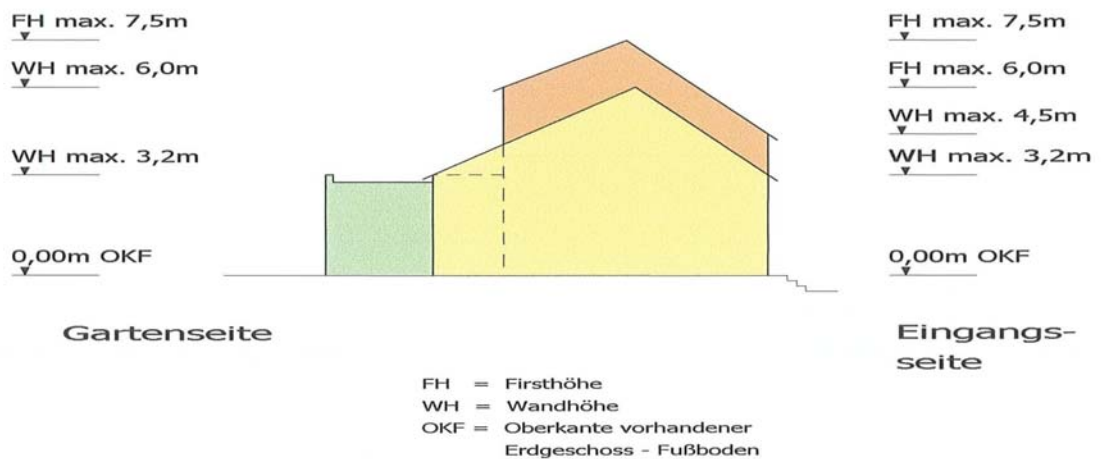 FH max. 7,5m
WH max. 6,0m
WH max. 3,2m
0,00m OKF
Gartenseite
FH max. 7,5m
FH max. 6,0m
WH max. 4,5m
WH max. 3,2m
0,00m OKF
Eingangs-
seite
FH = Firsthöhe
WH = Wandhöhe
OKF = Oberkante vorhandener
Erdgeschoss - Fußboden